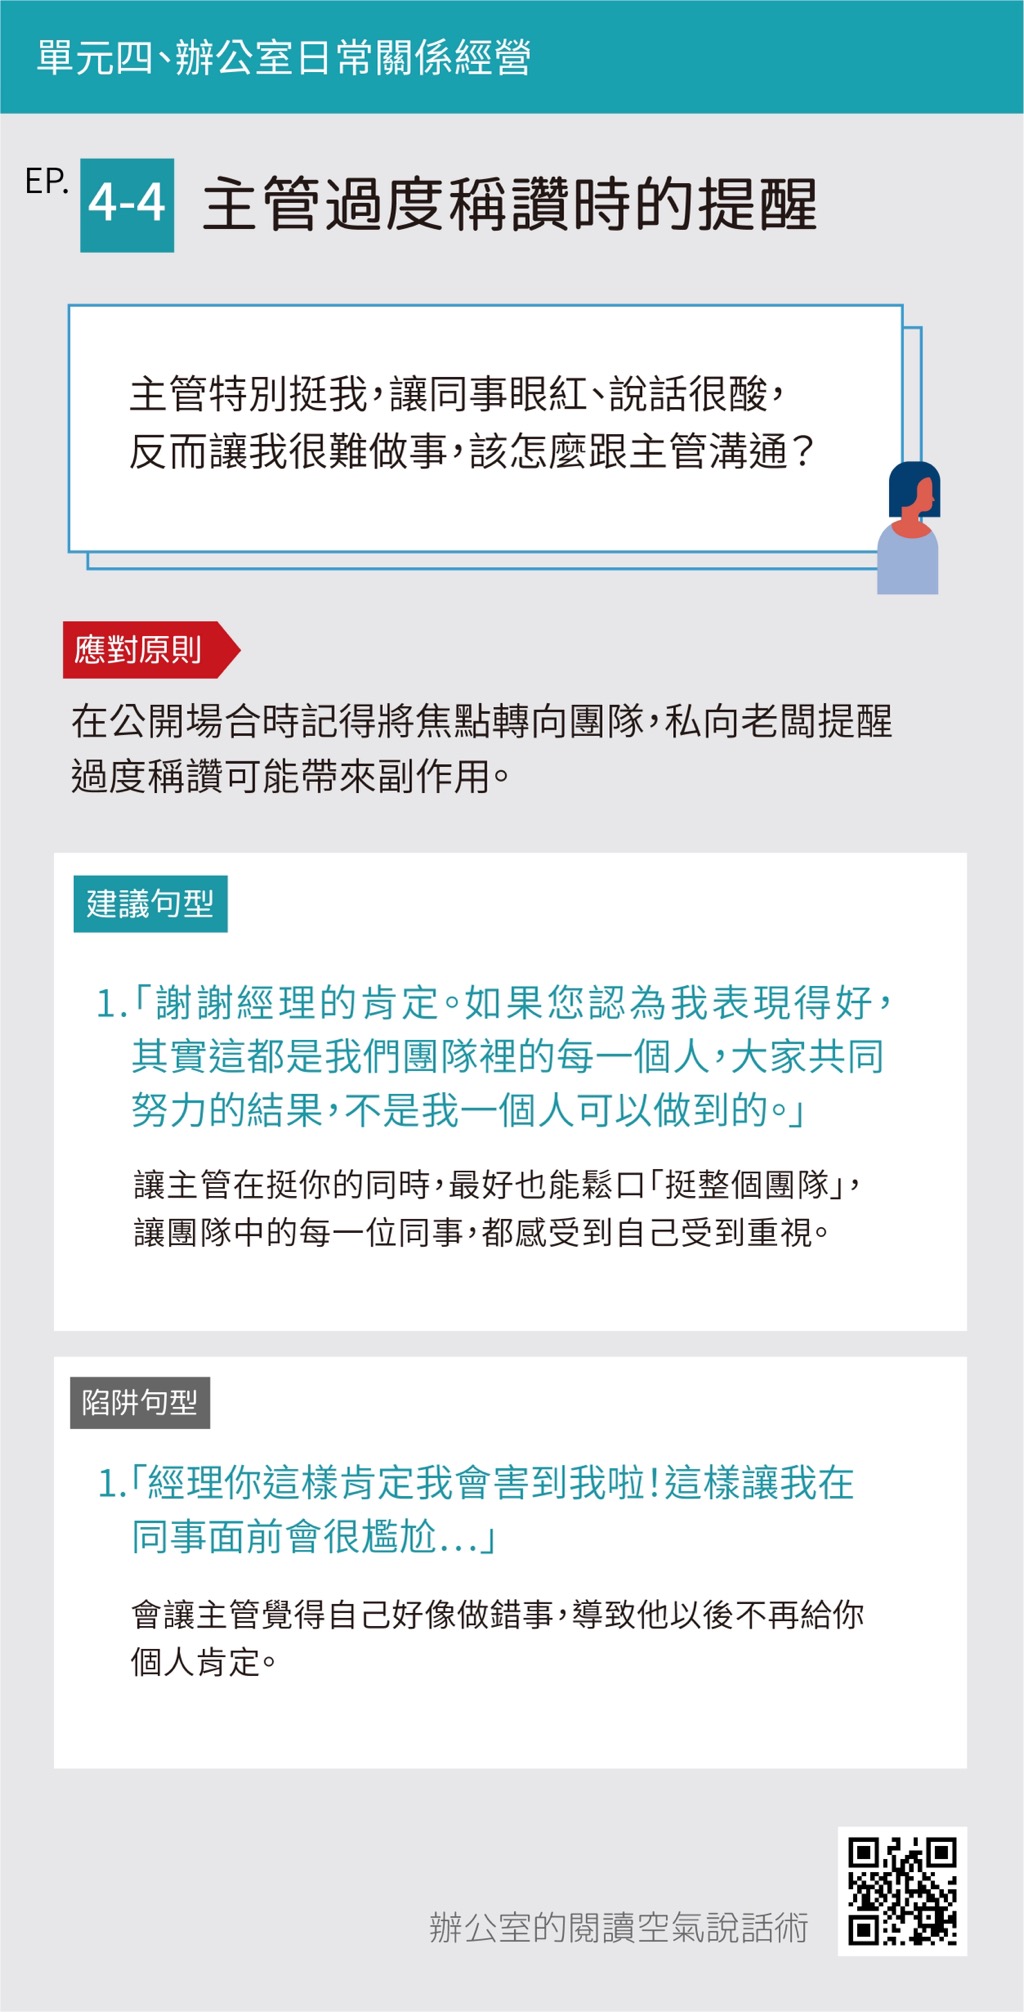 單元四、辦公室日常關係經營
EP.
4-4
主管過度稱讚時的提醒
主管特別挺我，讓同事眼紅、說話很酸，
反而讓我很難做事，該怎麼跟主管溝通？
應對原則
在公開場合時記得將焦點轉向團隊，私向老闆提醒
過度稱讚可能帶來副作用。
建議句型
1.「謝謝經理的肯定。如果您認為我表現得好，
其實這都是我們團隊裡的每一個人，大家共同
努力的結果，不是我一個人可以做到的。」
讓主管在挺你的同時，最好也能鬆口「挺整個團隊」，
讓團隊中的每一位同事，都感受到自己受到重視。
陷阱句型
1.「經理你這樣肯定我會害到我啦！這樣讓我在
同事面前會很尷尬…」
會讓主管覺得自己好像做錯事，導致他以後不再給你
個人肯定。
辦公室的閱讀空氣說話術